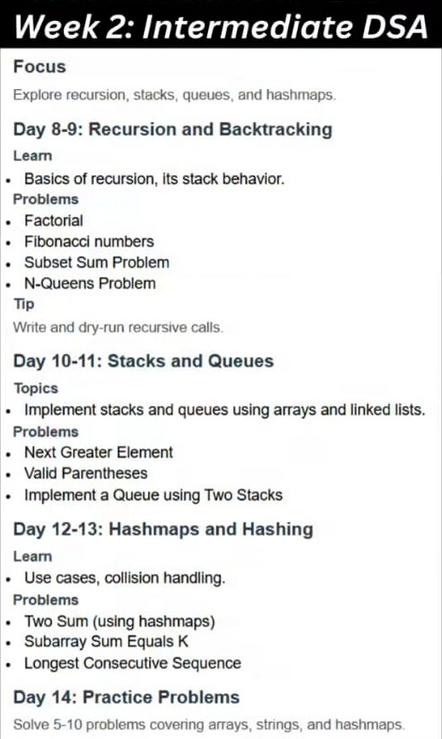 Week 2: Intermediate DSA
Focus
Explore recursion, stacks, queues, and hashmaps.
Day 8-9: Recursion and Backtracking
Learn
• Basics of recursion, its stack behavior.
Problems
• Factorial
• Fibonacci numbers
• Subset Sum Problem
• N-Queens Problem
Tip
Write and dry-run recursive calls.
Day 10-11: Stacks and Queues
Topics
• Implement stacks and queues using arrays and linked lists.
Problems
• Next Greater Element
• Valid Parentheses
• Implement a Queue using Two Stacks
Day 12-13: Hashmaps and Hashing
Learn
• Use cases, collision handling.
Problems
• Two Sum (using hashmaps)
• Subarray Sum Equals K
• Longest Consecutive Sequence
Day 14: Practice Problems
Solve 5-10 problems covering arrays, strings, and hashmaps.